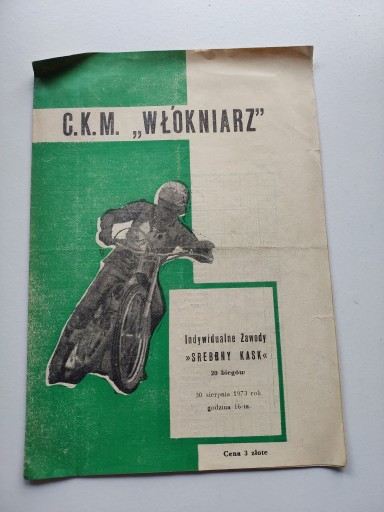 C.K.M. „WŁÓKNIARZ”
Indywidualne Zawody
»SREBRNY KASK«
20 biegów
30 sierpnia 1973 rok
godzina 16-ta
Cena 3 złote